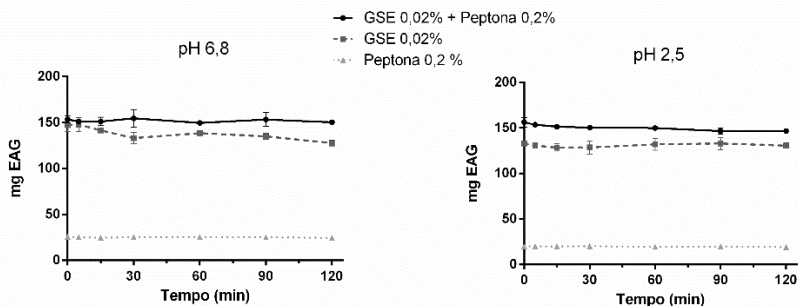 GSE 0,02% + Peptona 0,2%
GSE 0,02%
Peptona 0,2 %
pH 6,8
200
150
100
50
0
mg EAG
0 30 60 90 120
Tempo (min)
pH 2,5
200
150
100
50
0
mg EAG
0 30 60 90 120
Tempo (min)